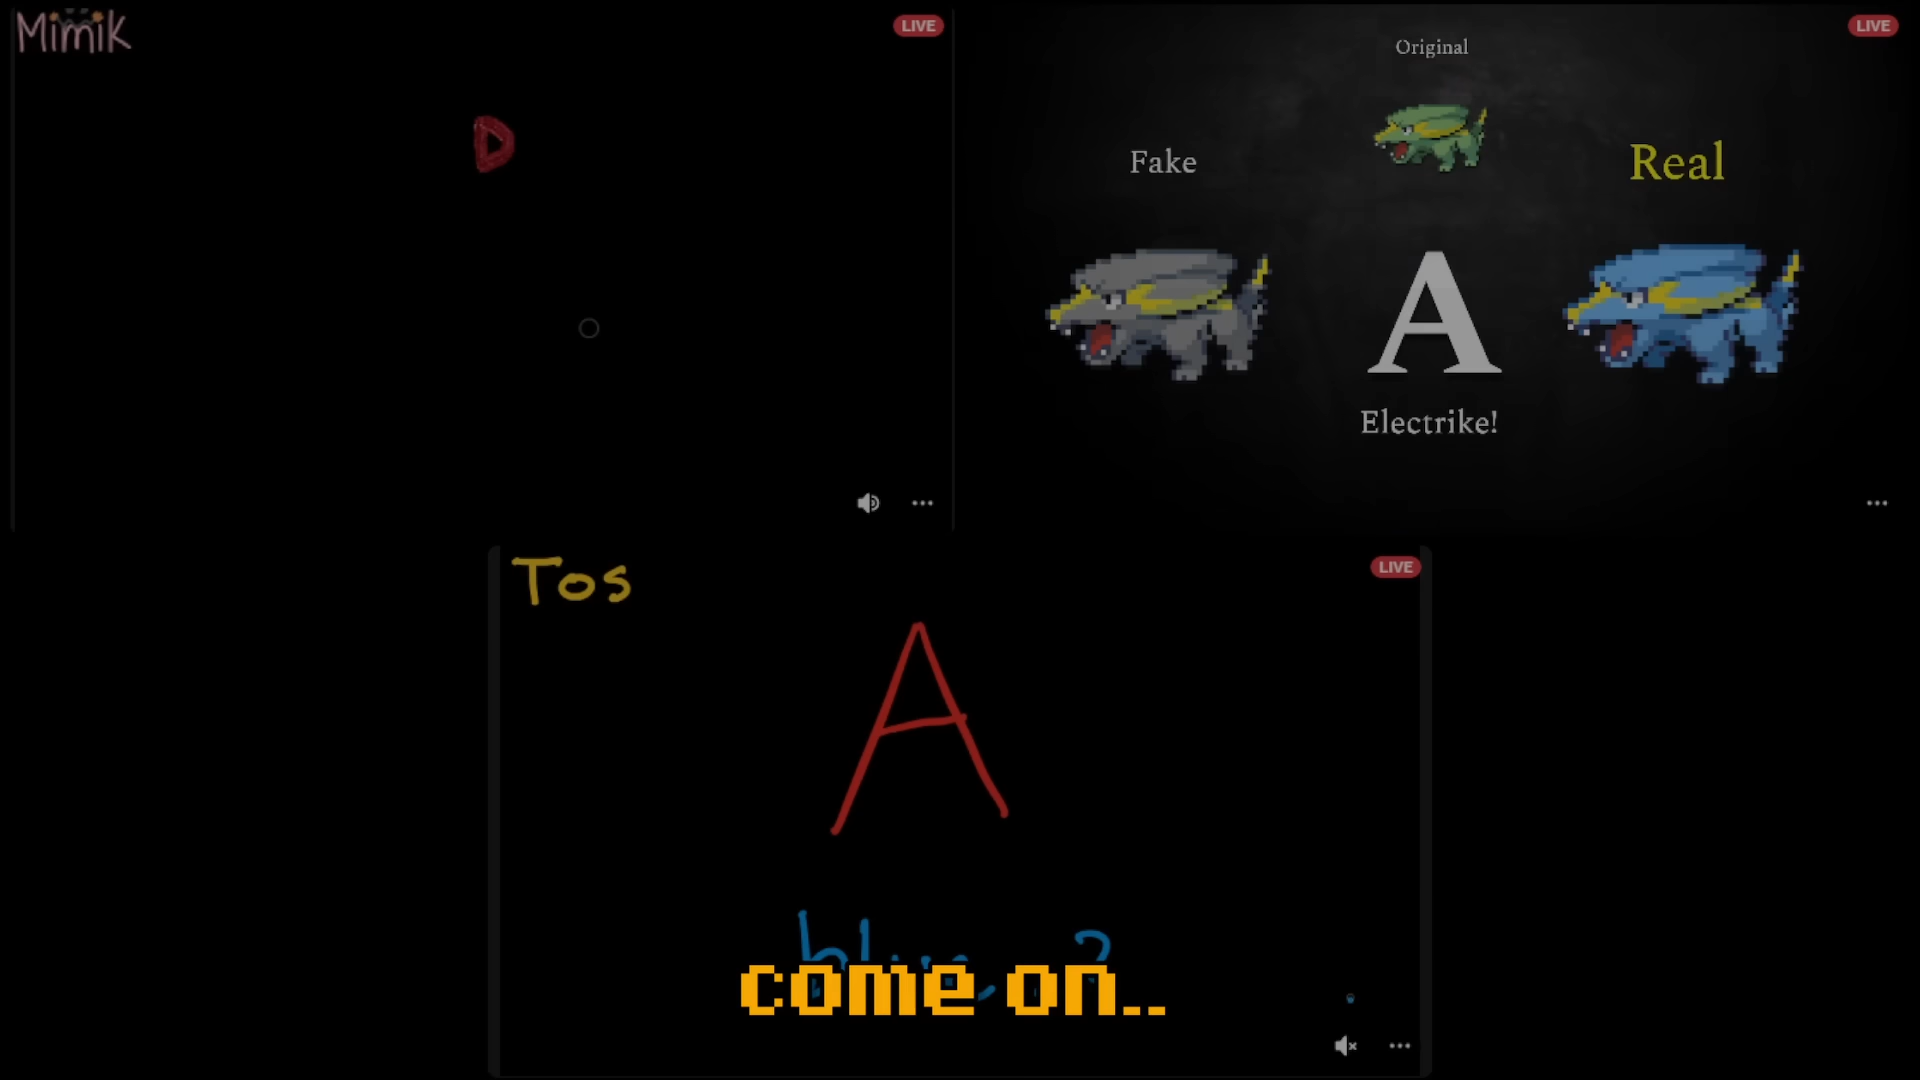 Mimik
LIVE
D
LIVE
Original
Fake
Real
A
Electrike!
Tos
LIVE
A
come on..